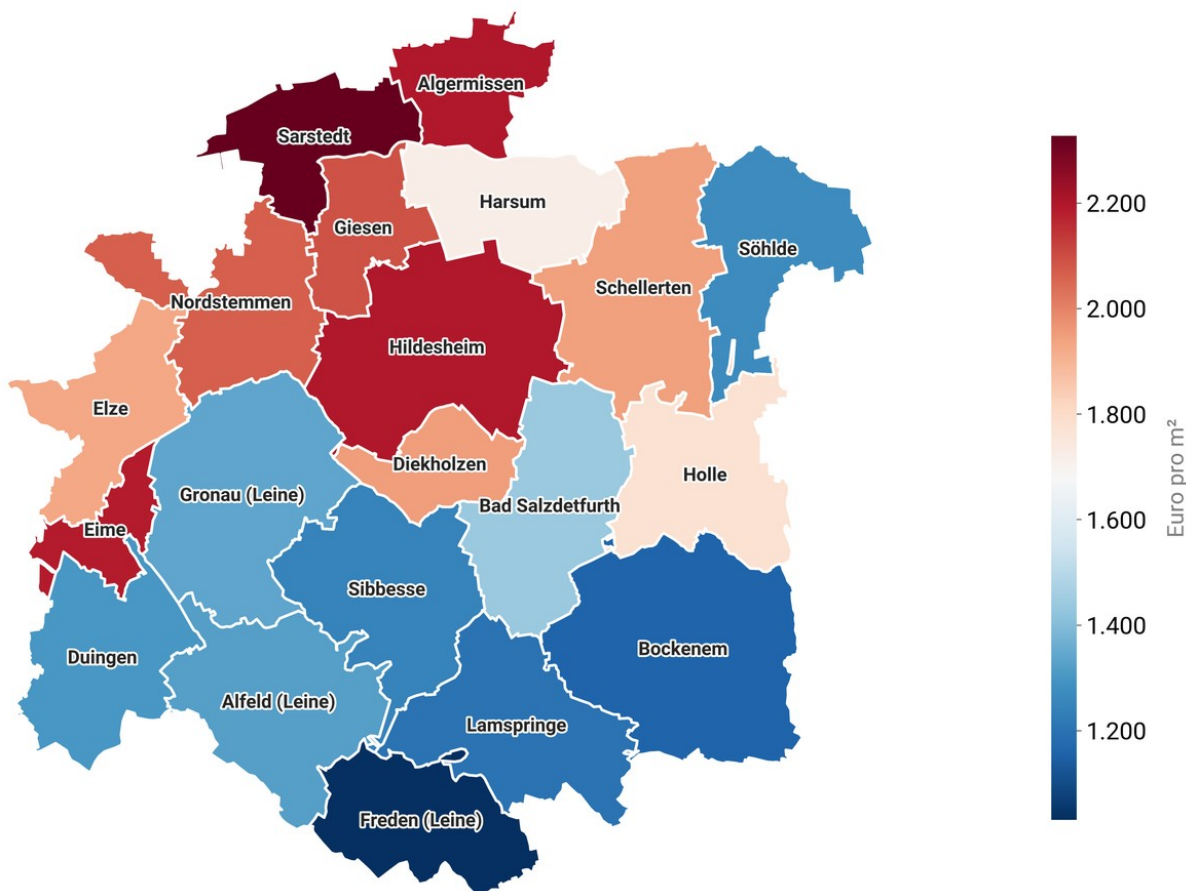 Algermissen
Sarstedt
Harsum
Giesen
Söhlde
Schellerten
Nordstemmen
Hildesheim
Elze
Diekholzen
Holle
Gronau (Leine)
Bad Salzdetfurth
Eime
Sibbesse
Bockenem
Duingen
Alfeld (Leine)
Lamspringe
Freden (Leine)
2.200
2.000
1.800
1.600
1.400
1.200
Euro pro m²